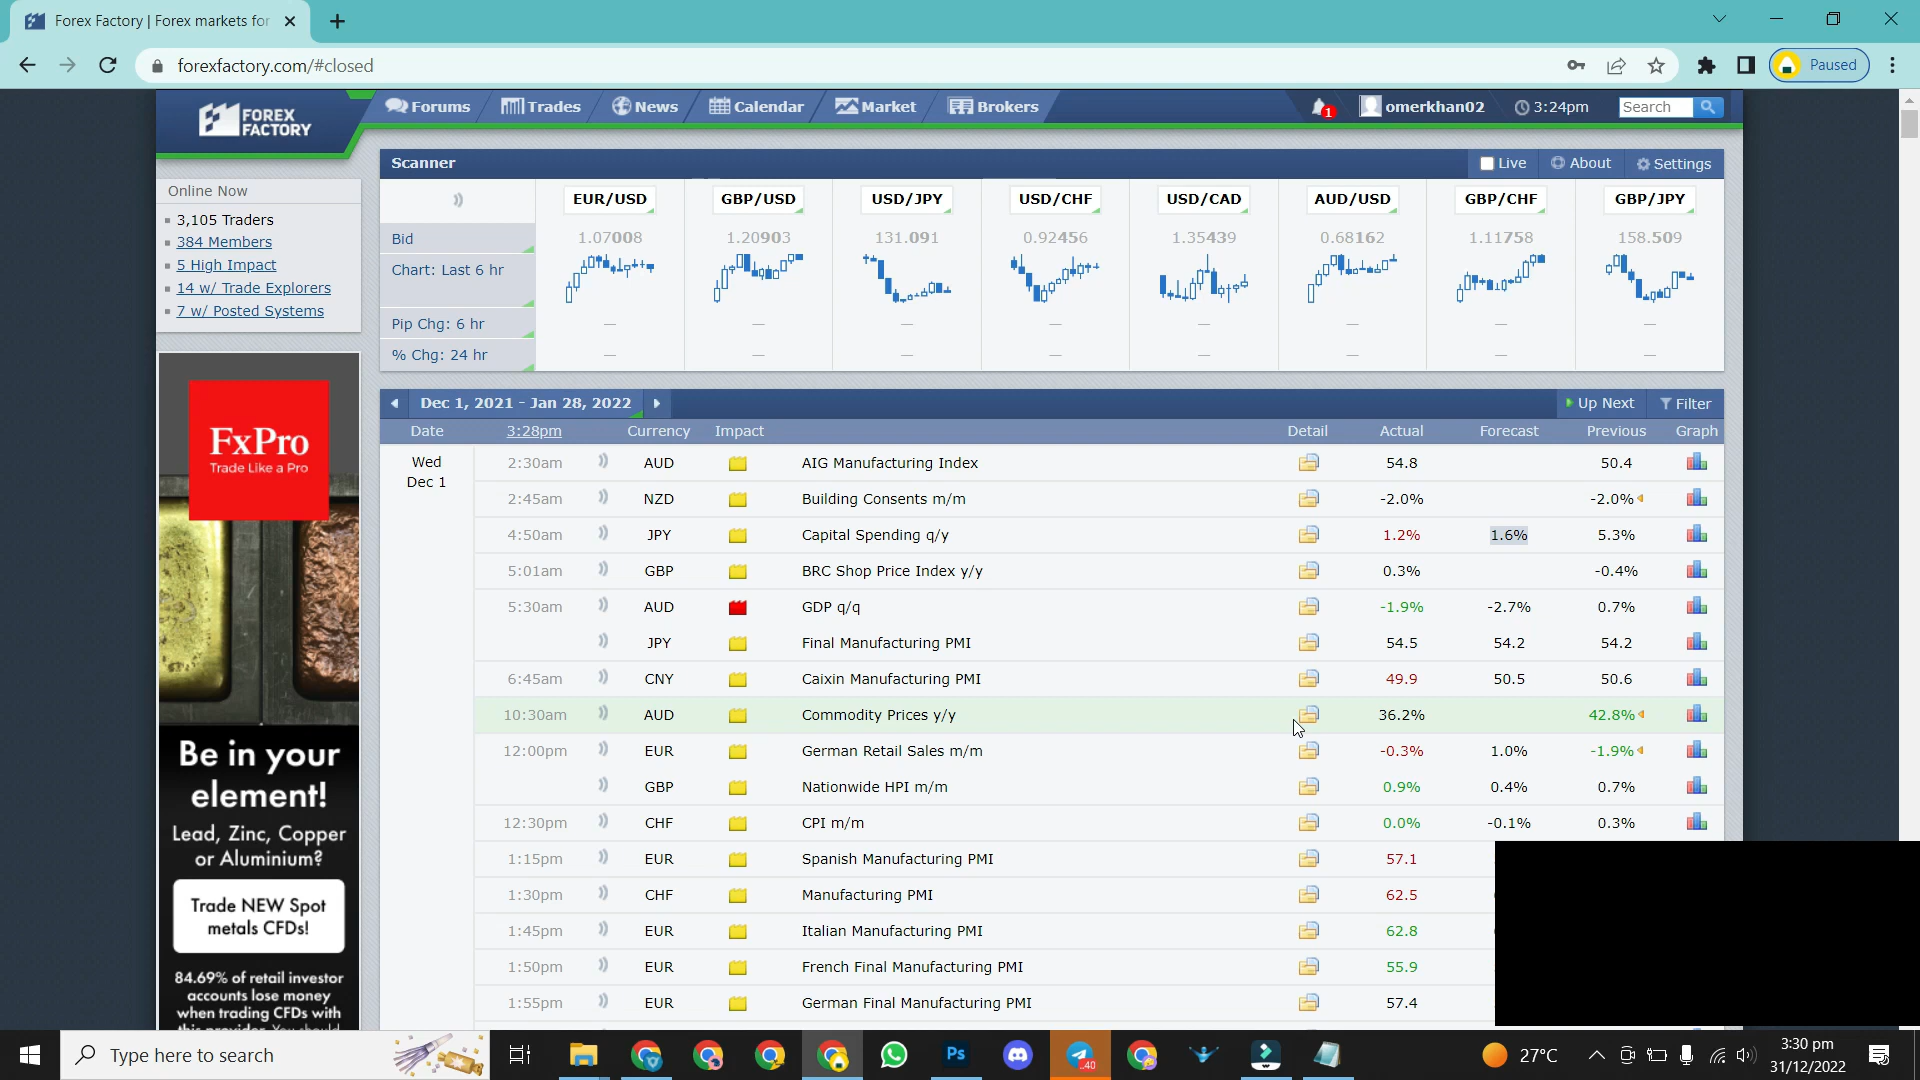 Forex Factory | Forex markets for
forexfactory.com/#closed
Paused
FOREX FACTORY
Forums Trades News Calendar Market Brokers
1 omerkhan02 3:24pm Search
Online Now
3,105 Traders
384 Members
5 High Impact
14 w/ Trade Explorers
7 w/ Posted Systems
FxPro
Trade Like a Pro
Be in your
element!
Lead, Zinc, Copper
or Aluminium?
Trade NEW Spot
metals CFDs!
84.69% of retail investor
accounts lose money
when trading CFDs with
this provider. You should
Scanner Live About Settings
EUR/USD GBP/USD USD/JPY USD/CHF USD/CAD AUD/USD GBP/CHF GBP/JPY
Bid 1.07008 1.20903 131.091 0.92456 1.35439 0.68162 1.11758 158.509
Chart: Last 6 hr
Pip Chg: 6 hr — — — — — — — —
% Chg: 24 hr — — — — — — — —
Dec 1, 2021 - Jan 28, 2022 Up Next Filter
Date 3:28pm Currency Impact Detail Actual Forecast Previous Graph
Wed
Dec 1
2:30am AUD AIG Manufacturing Index 54.8 50.4
2:45am NZD Building Consents m/m -2.0% -2.0%
4:50am JPY Capital Spending q/y 1.2% 1.6% 5.3%
5:01am GBP BRC Shop Price Index y/y 0.3% -0.4%
5:30am AUD GDP q/q -1.9% -2.7% 0.7%
JPY Final Manufacturing PMI 54.5 54.2 54.2
6:45am CNY Caixin Manufacturing PMI 49.9 50.5 50.6
10:30am AUD Commodity Prices y/y 36.2% 42.8%
12:00pm EUR German Retail Sales m/m -0.3% 1.0% -1.9%
GBP Nationwide HPI m/m 0.9% 0.4% 0.7%
12:30pm CHF CPI m/m 0.0% -0.1% 0.3%
1:15pm EUR Spanish Manufacturing PMI 57.1
1:30pm CHF Manufacturing PMI 62.5
1:45pm EUR Italian Manufacturing PMI 62.8
1:50pm EUR French Final Manufacturing PMI 55.9
1:55pm EUR German Final Manufacturing PMI 57.4
Type here to search
Ps
40
27°C
3:30 pm
31/12/2022